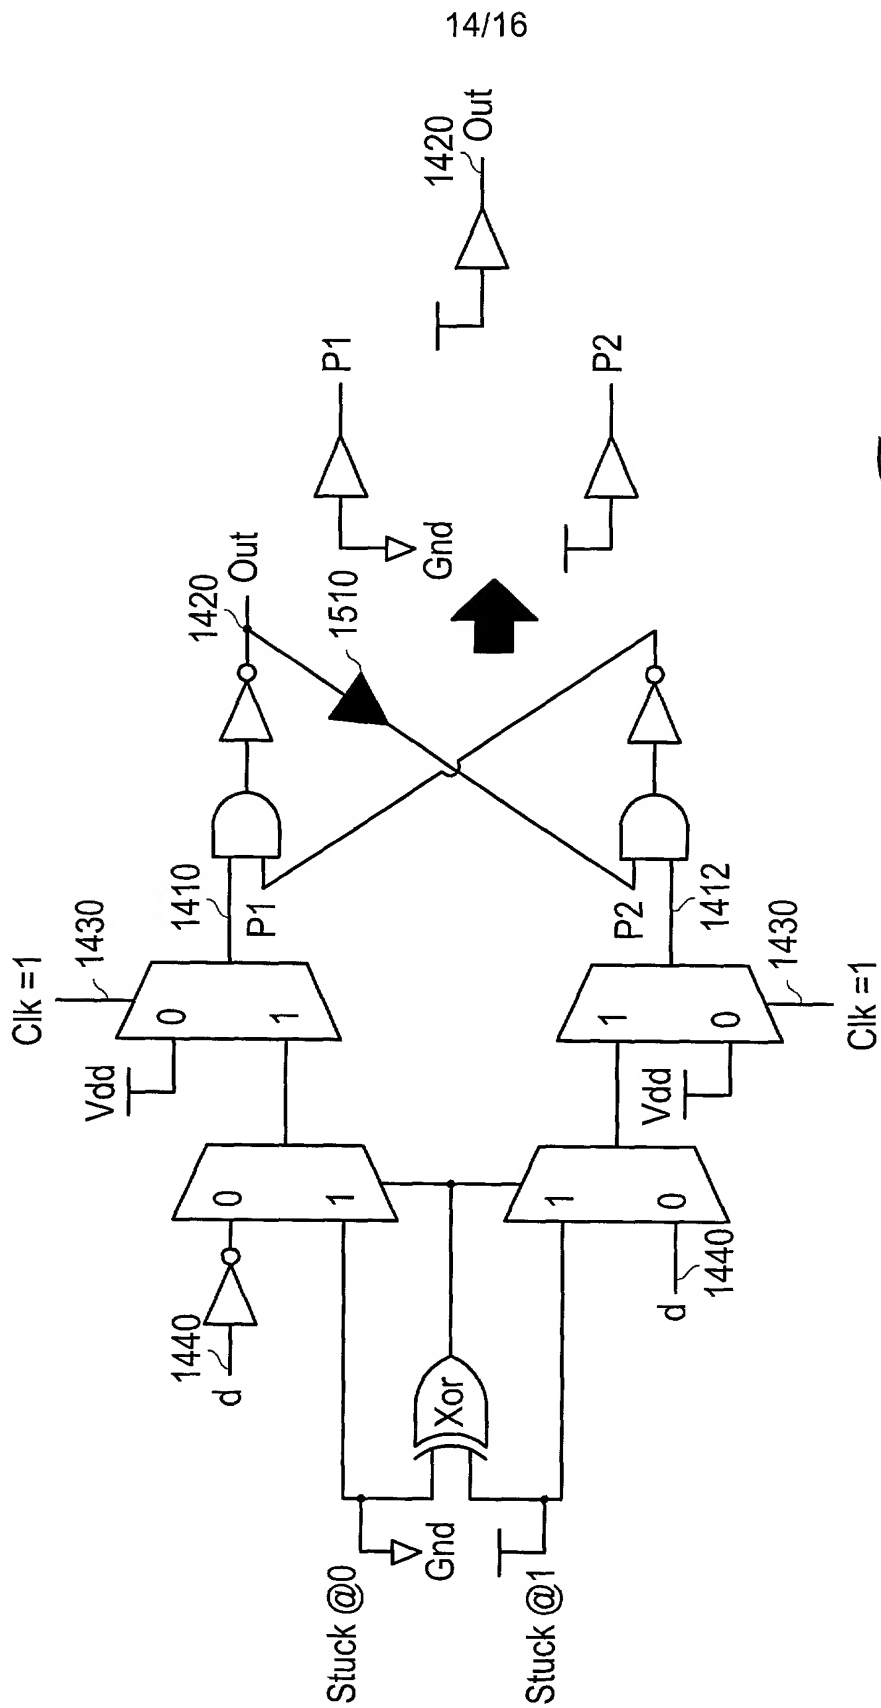 14/16
Clk =1
1430
Vdd
0
1
1410
P1
1420
Out
1510
1440
d
0
1
Xor
Stuck @0
Gnd
Stuck @1
1
0
d
1440
Vdd
1
0
Clk =1
1430
P2
1412
P1
Gnd
P2
1420
Out